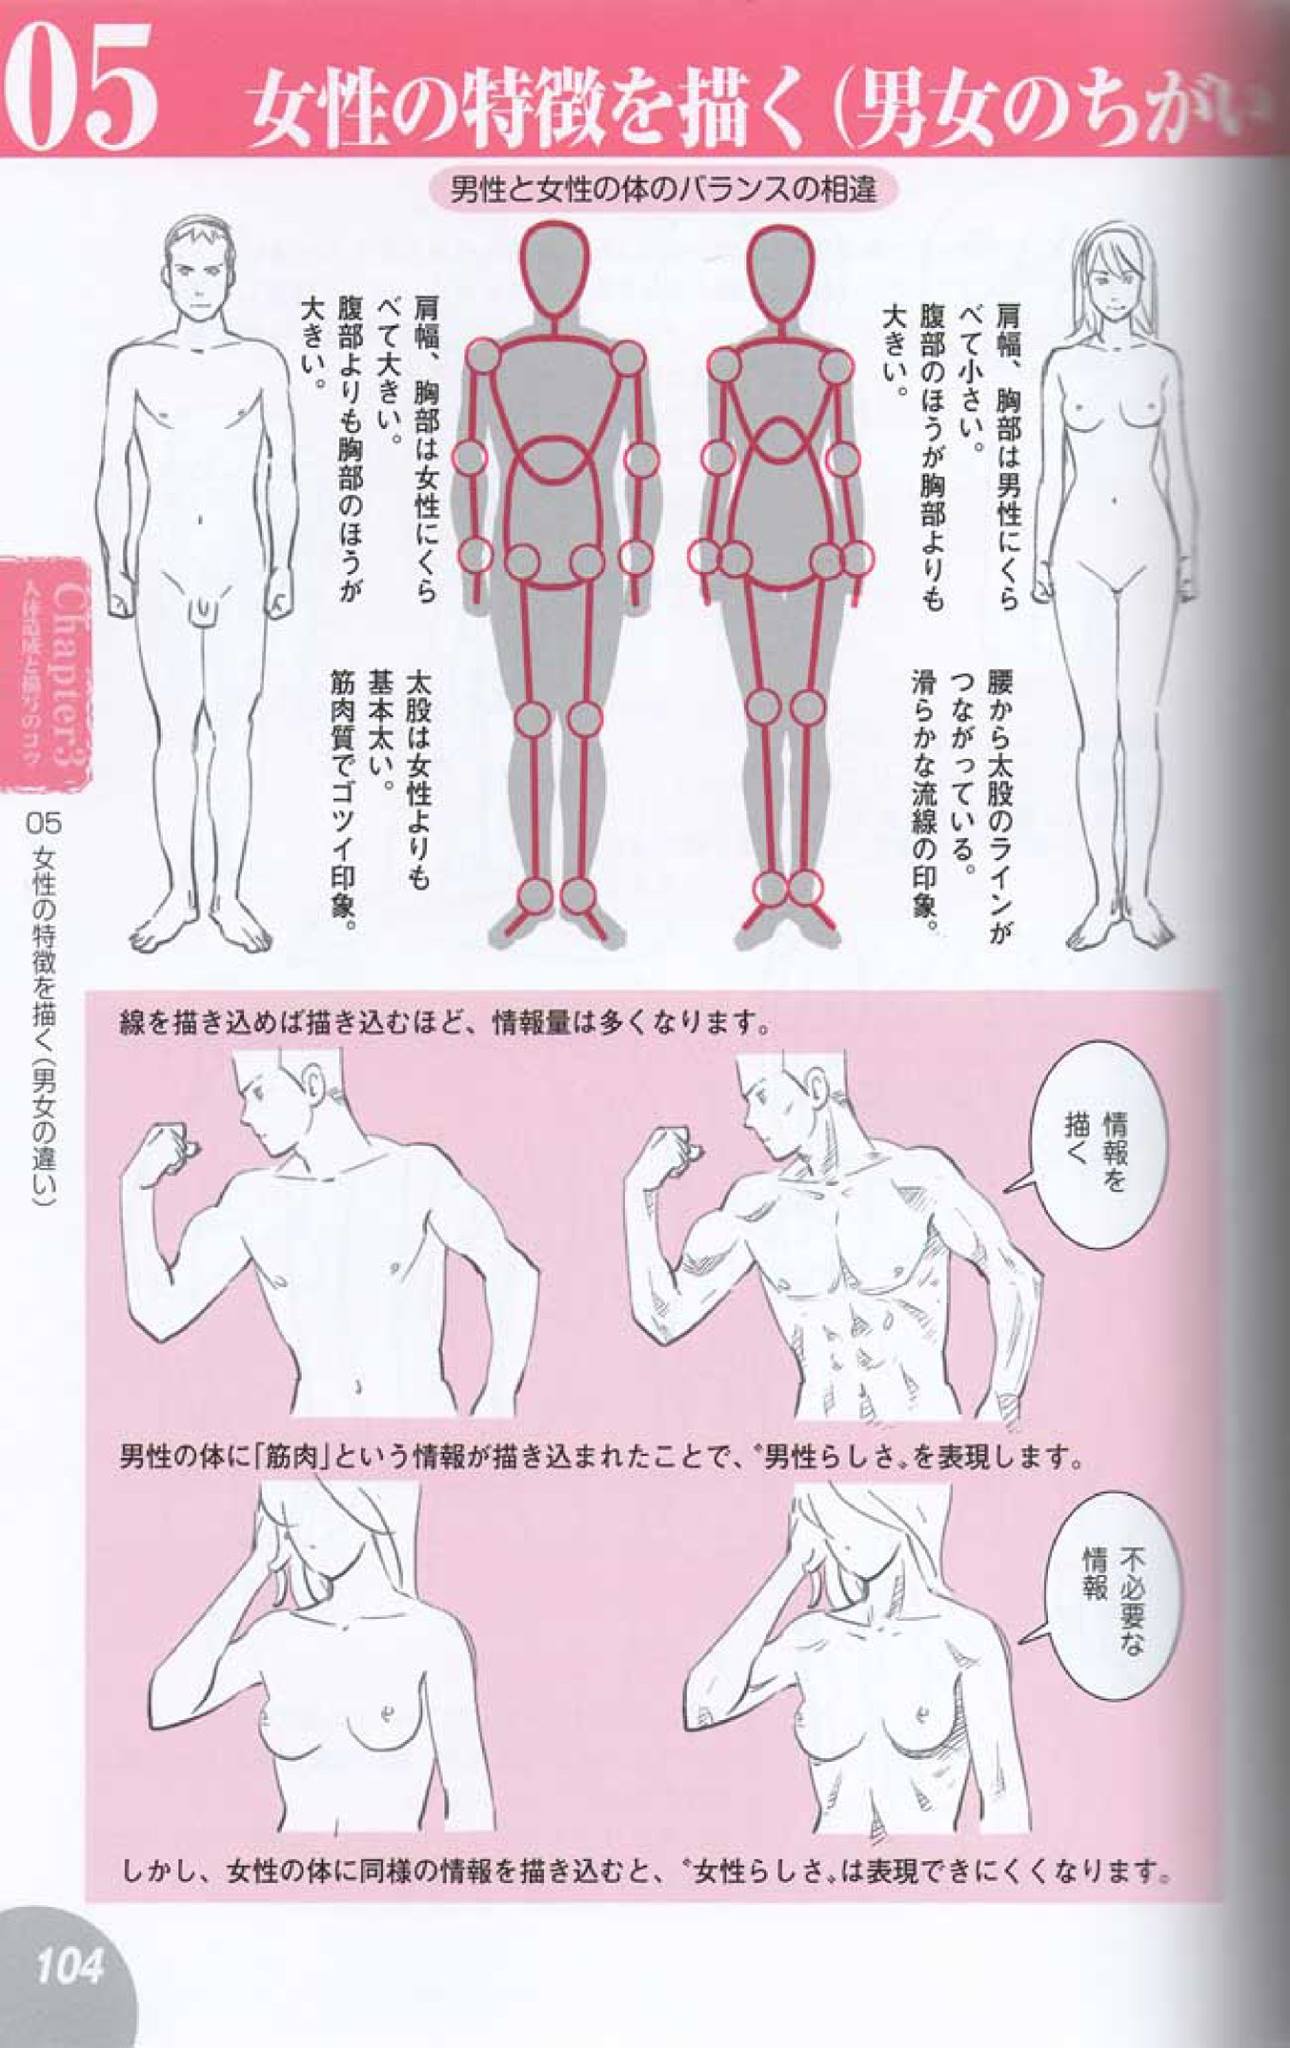 05
女性の特徴を描く(男女のちがい
男性と女性の体のバランスの相違
肩幅、胸部は女性にくら
べて大きい。
腹部よりも胸部のほうが
大きい。
肩幅、胸部は男性にくら
べて小さい。
腹部のほうが胸部よりも
大きい。
太股は女性よりも
基本太い。
筋肉質でゴツイ印象。
腰から太股のラインが
つながっている。
滑らかな流線の印象。
Chapter3
人体造成と描写のコツ
05 女性の特徴を描く(男女の違い)
線を描き込めば描き込むほど、情報量は多くなります。
情報を
描く
男性の体に「筋肉」という情報が描き込まれたことで、〝男性らしさ〟を表現します。
不必要な
情報
しかし、女性の体に同様の情報を描き込むと、〝女性らしさ〟は表現できにくくなります。
104